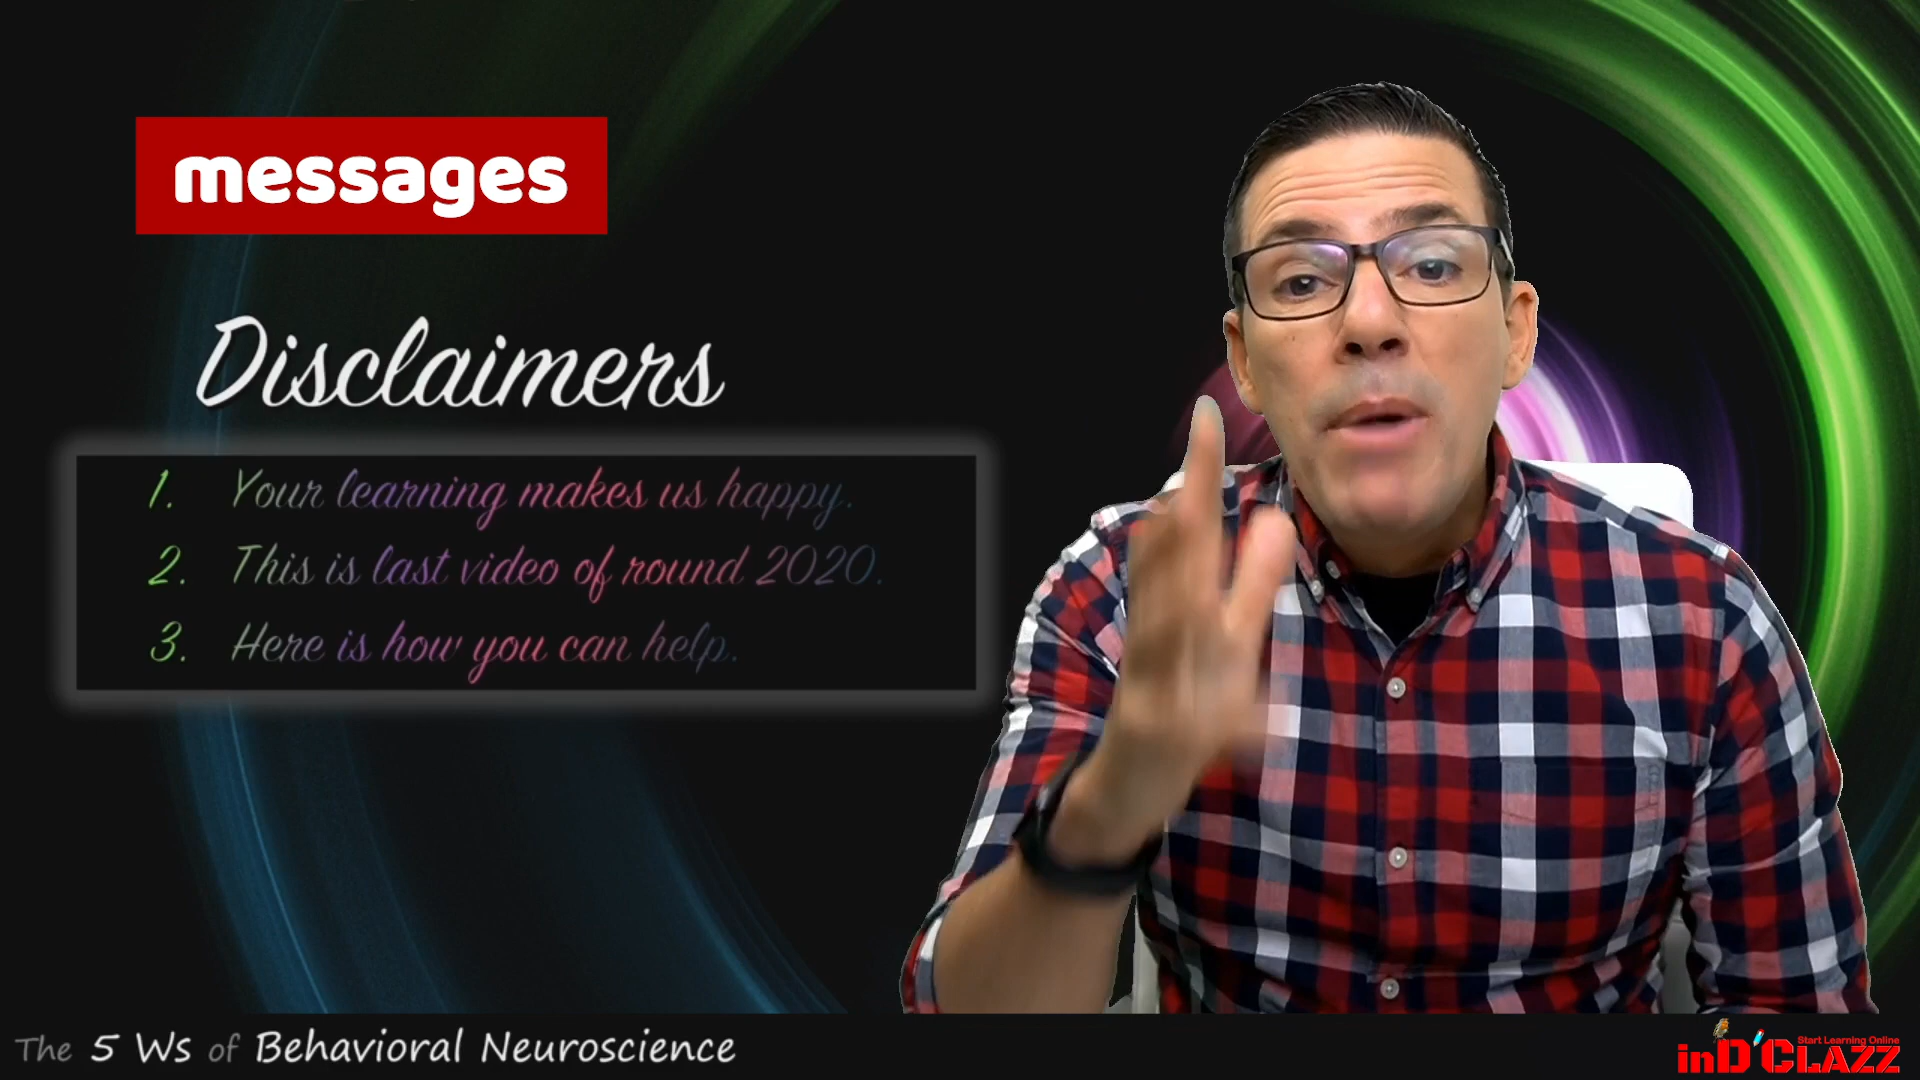 messages
Disclaimers
1. Your learning makes us happy.
2. This is last video of round 2020.
3. Here is how you can help.
The 5 Ws of Behavioral Neuroscience
Start Learning Online
inD'CLAZZ